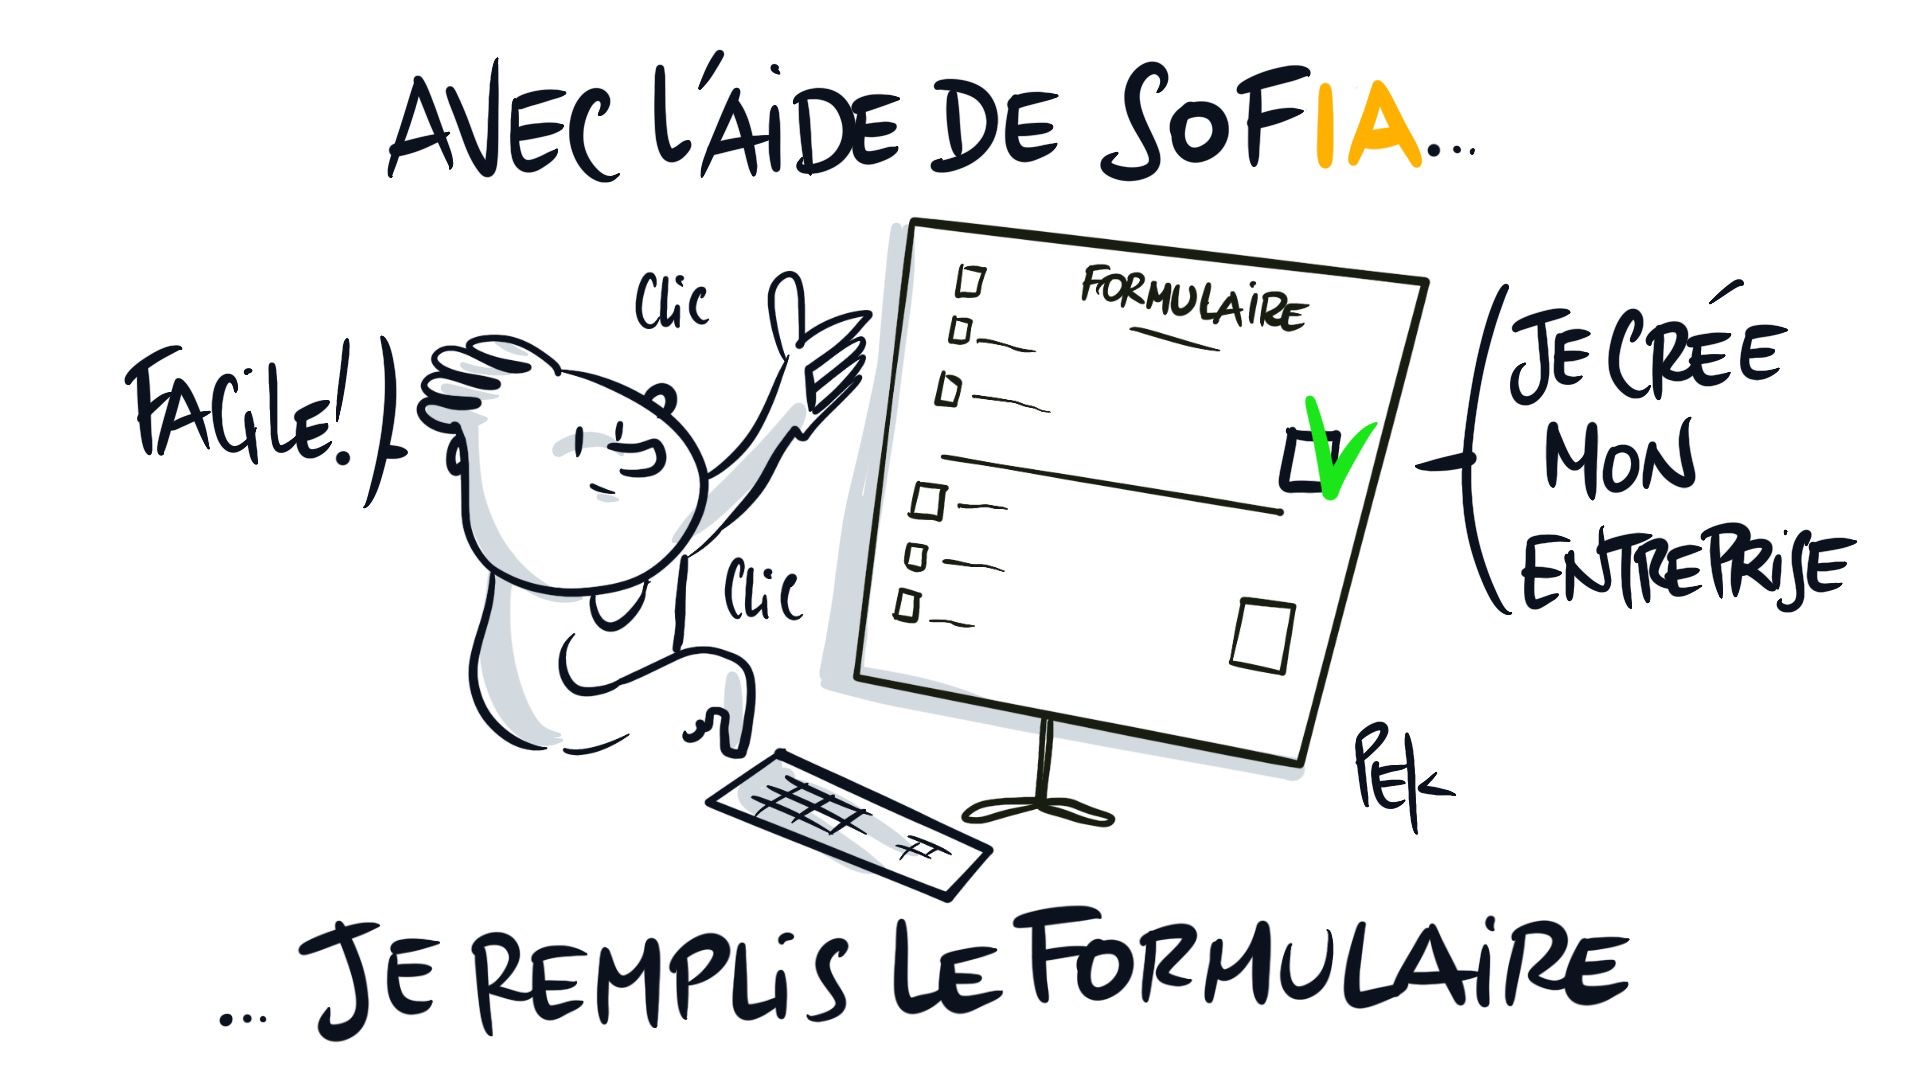 AVEC L'AIDE DE SOFIA...
Clic
FACILE!
FORMULAIRE
JE CRÉE
MON
ENTREPRISE
Clic
PEK
... JE REMPLIS LE FORMULAIRE